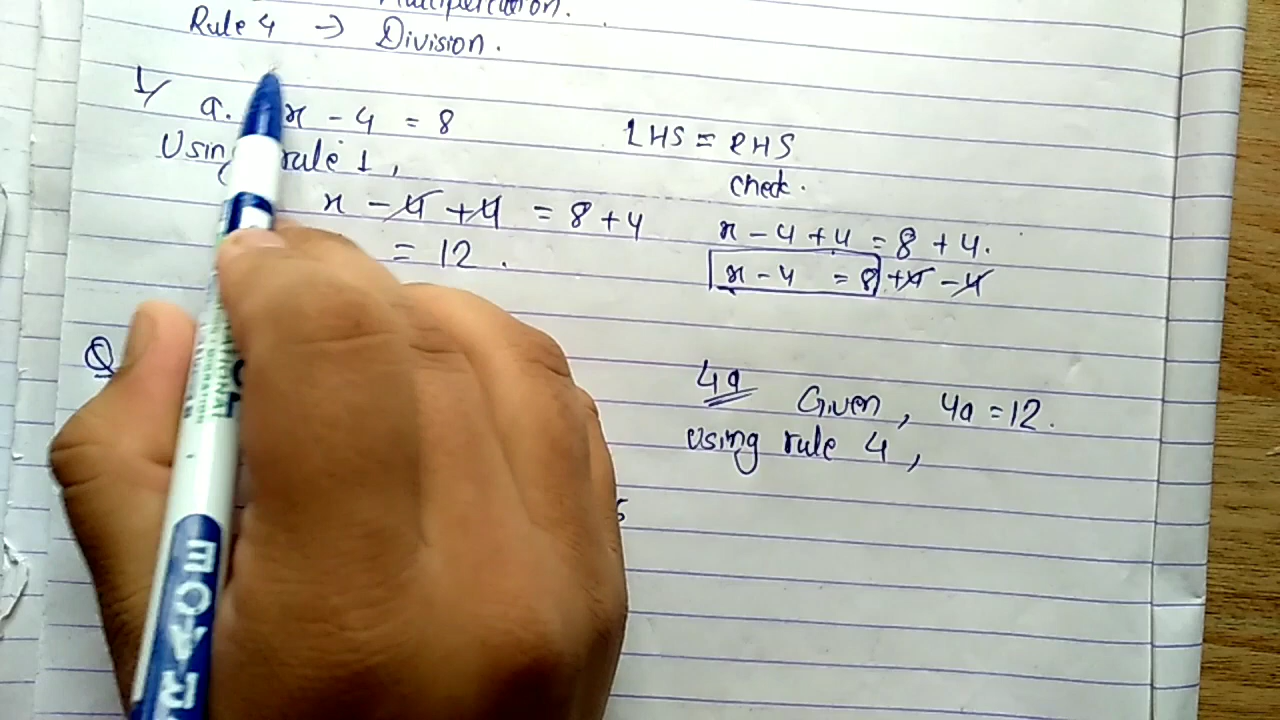 Multiplication.
Rule 4 → Division.
1/ a. x - 4 = 8
Using rule 1,
x - 4 + 4 = 8 + 4
= 12.
LHS = RHS
check.
x - 4 + 4 = 8 + 4.
x - 4 = 8 + 4 - 4
Q
4a Given, 4a = 12.
using rule 4,